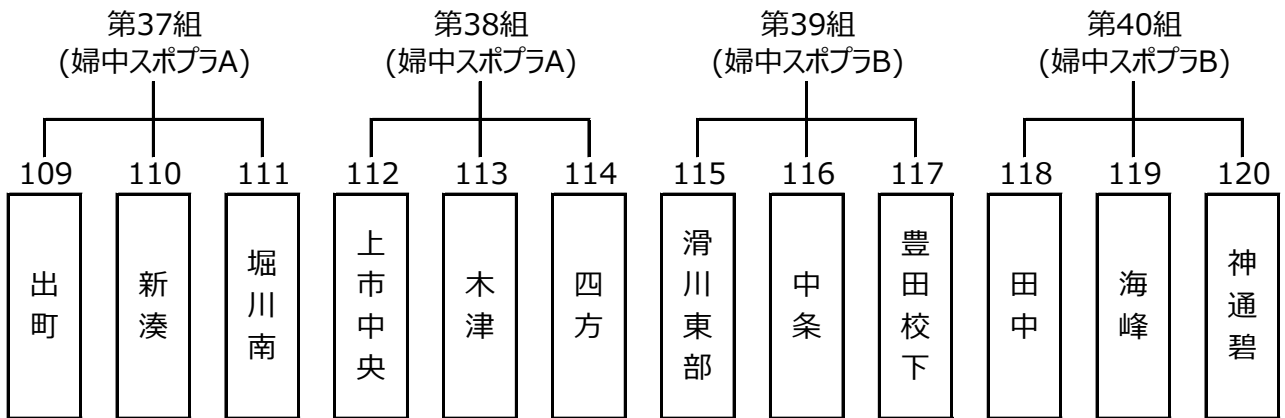 第37組
(婦中スポプラA)
109
110
111
出町
新湊
堀川南
第38組
(婦中スポプラA)
112
113
114
上市中央
木津
四方
第39組
(婦中スポプラB)
115
116
117
滑川東部
中条
豊田校下
第40組
(婦中スポプラB)
118
119
120
田中
海峰
神通碧